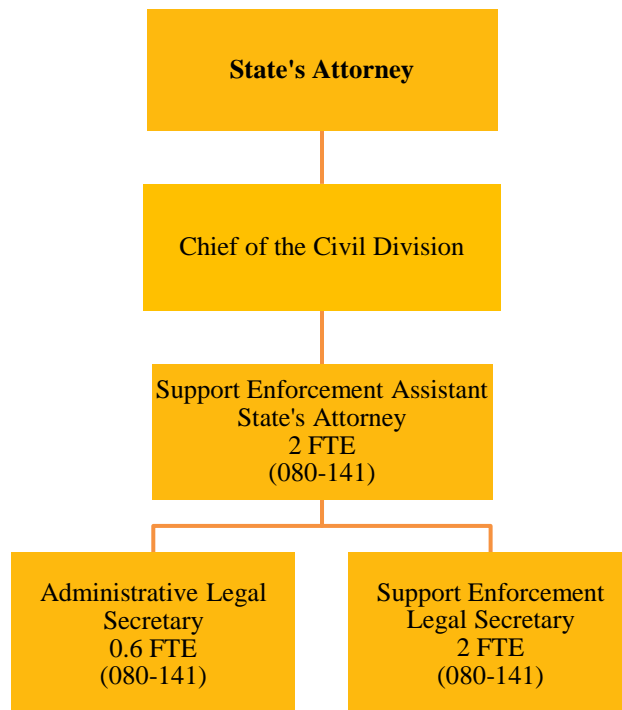 State's Attorney
Chief of the Civil Division
Support Enforcement Assistant
State's Attorney
2 FTE
(080-141)
Administrative Legal
Secretary
0.6 FTE
(080-141)
Support Enforcement
Legal Secretary
2 FTE
(080-141)